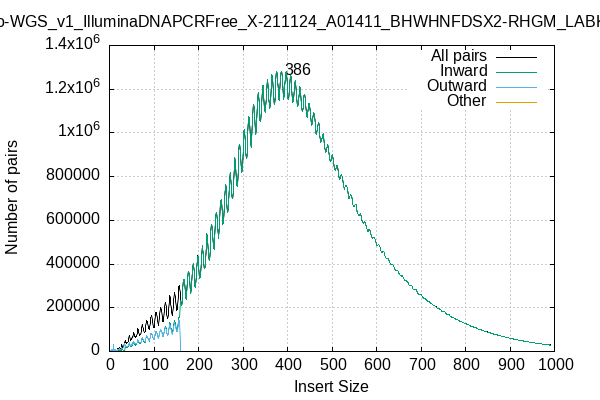 o-WGS_v1_IlluminaDNAPCRFree_X-211124_A01411_BHWHNFDSX2-RHGM_LABK
1.4x10⁶
1.2x10⁶
1x10⁶
800000
600000
400000
200000
0
Number of pairs
386
All pairs
Inward
Outward
Other
0 100 200 300 400 500 600 700 800 900 1000
Insert Size